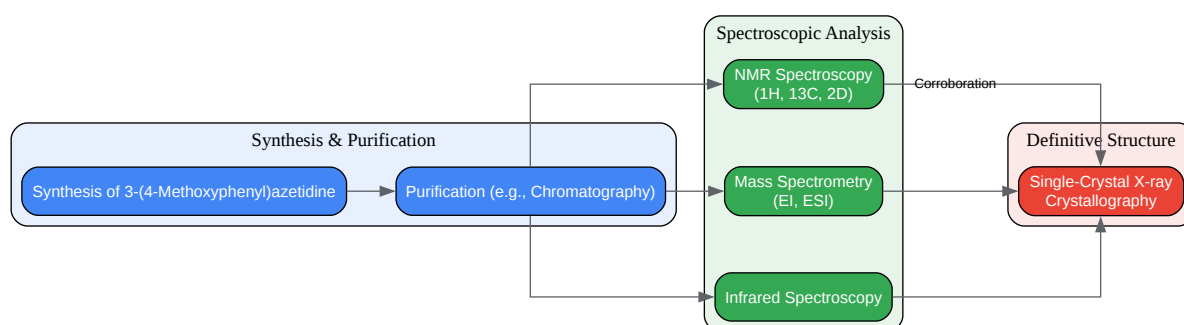 Spectroscopic Analysis
NMR Spectroscopy
(1H, 13C, 2D)
Corroboration
Synthesis & Purification
Definitive Structure
Synthesis of 3-(4-Methoxyphenyl)azetidine
Purification (e.g., Chromatography)
Mass Spectrometry
(EI, ESI)
Single-Crystal X-ray
Crystallography
Infrared Spectroscopy